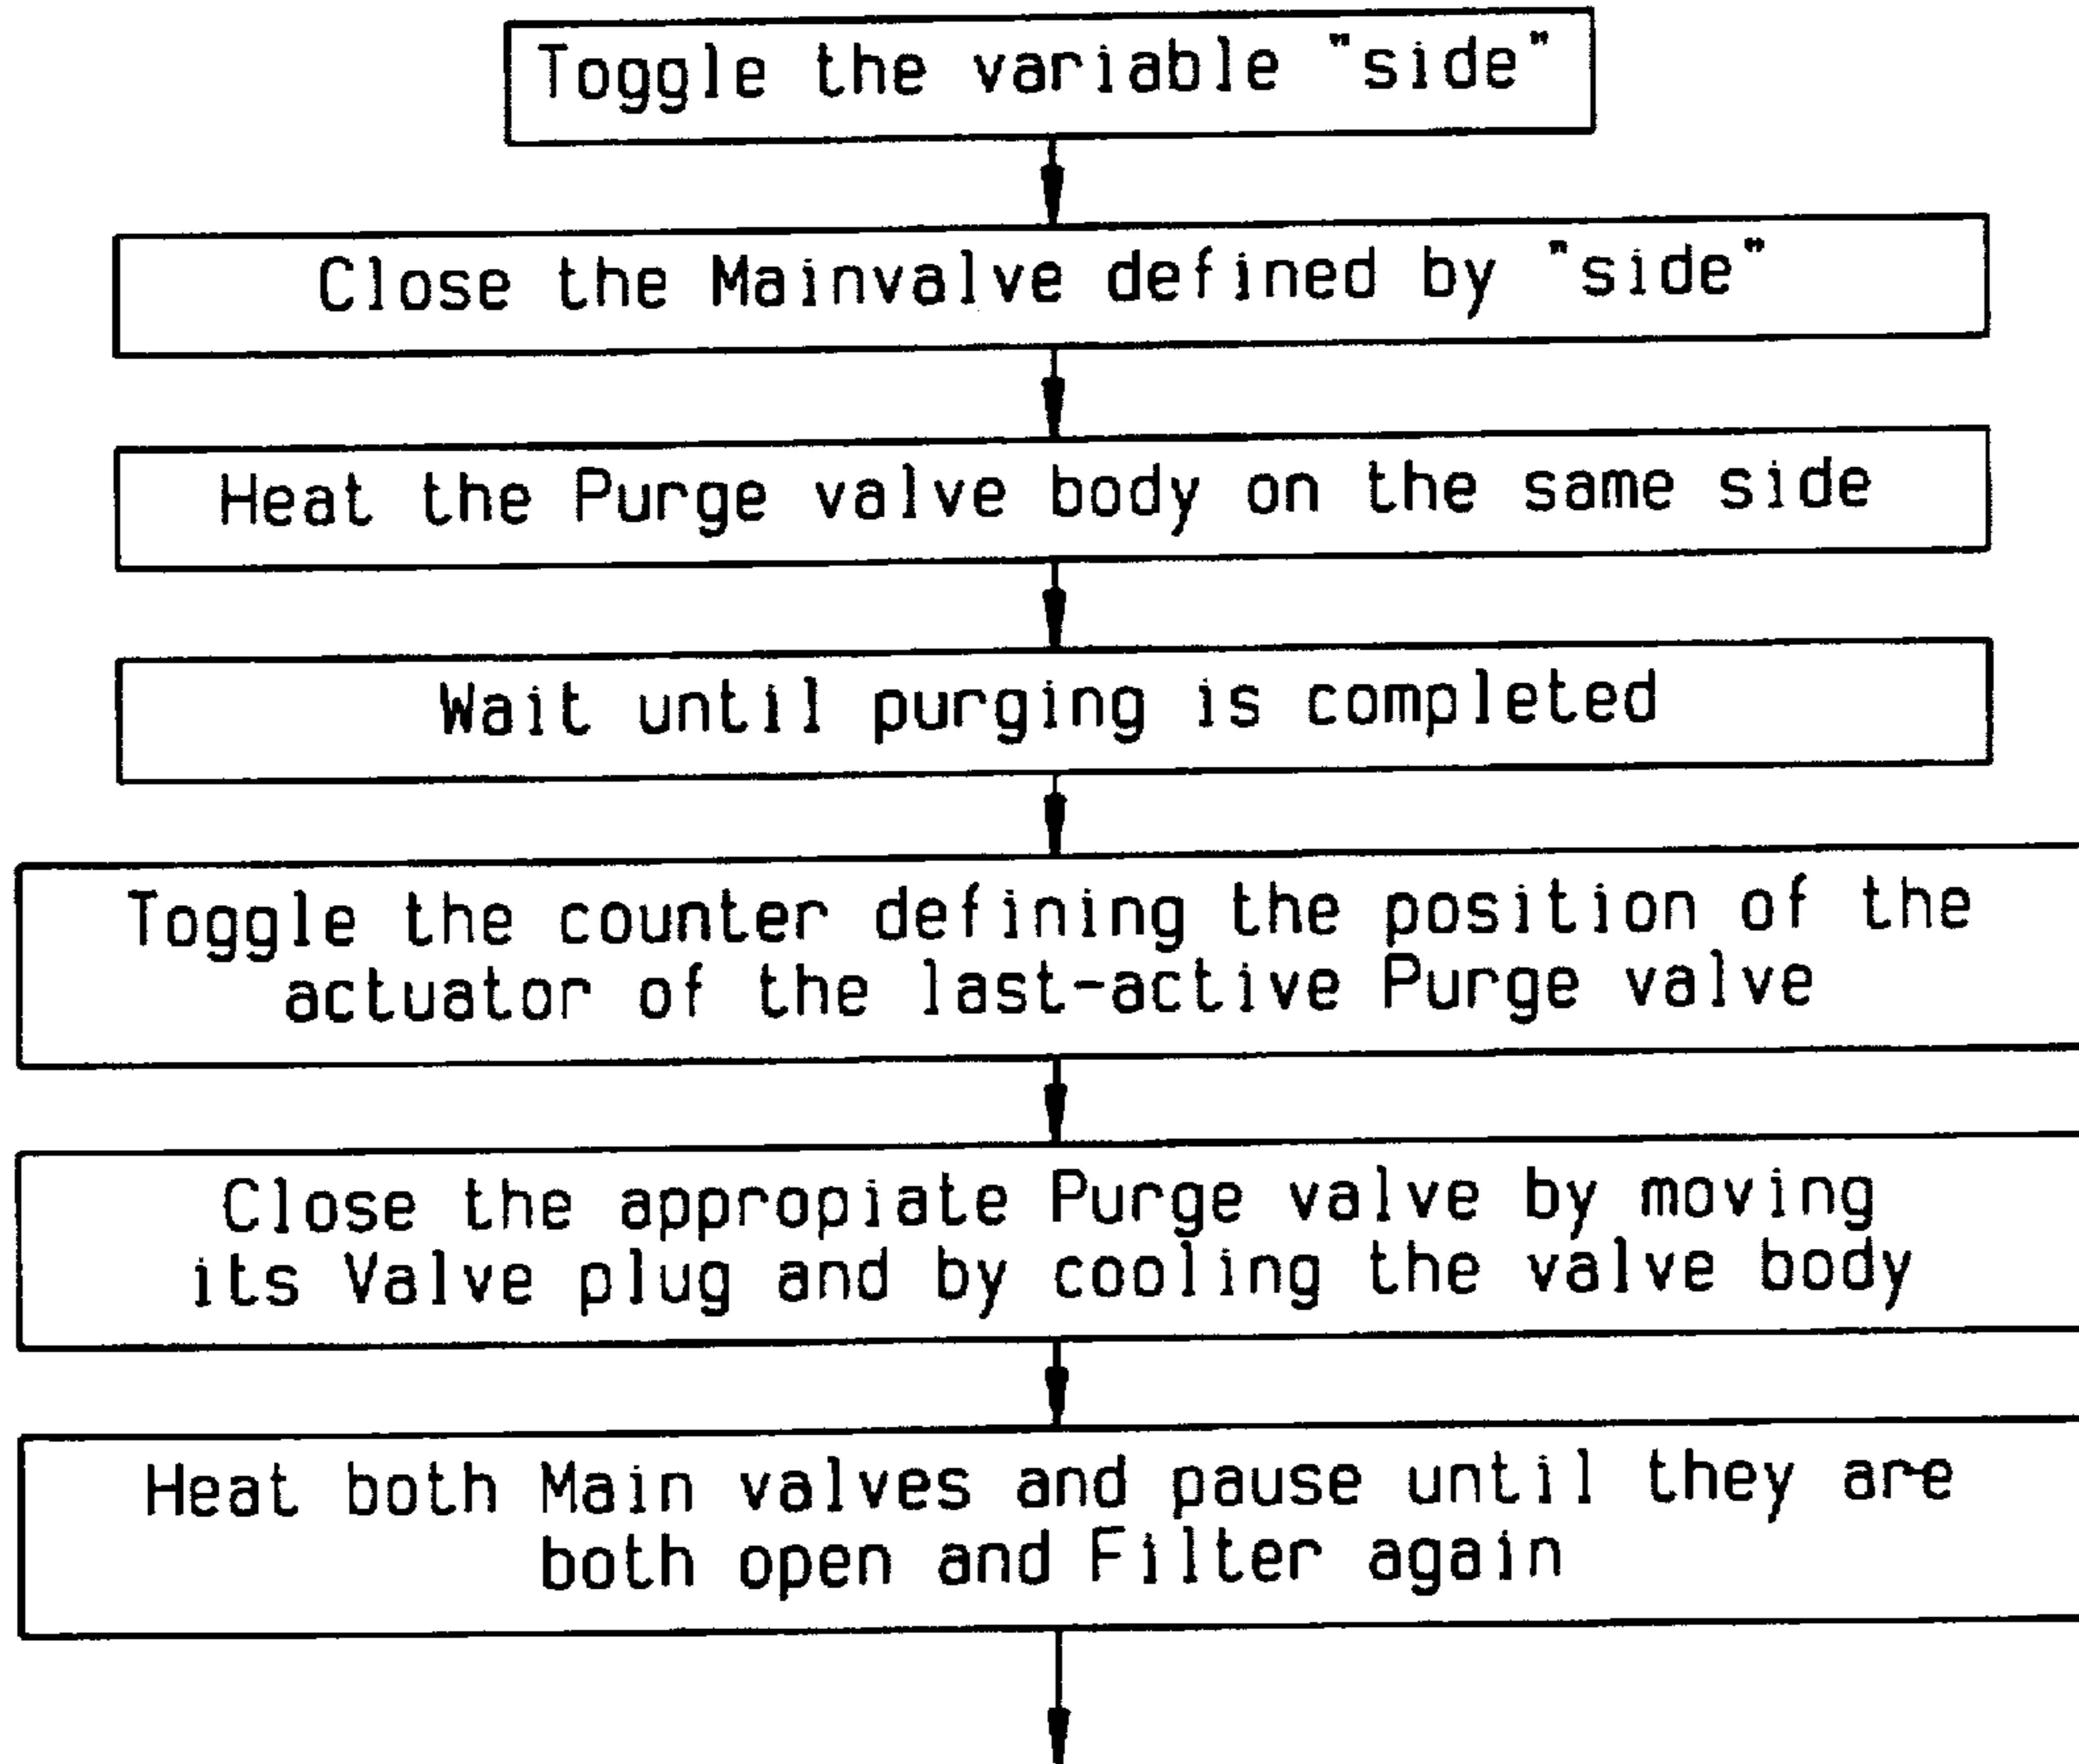 Toggle the variable "side"
Close the Mainvalve defined by "side"
Heat the Purge valve body on the same side
Wait until purging is completed
Toggle the counter defining the position of the
actuator of the last-active Purge valve
Close the appropiate Purge valve by moving
its Valve plug and by cooling the valve body
Heat both Main valves and pause until they are
both open and Filter again